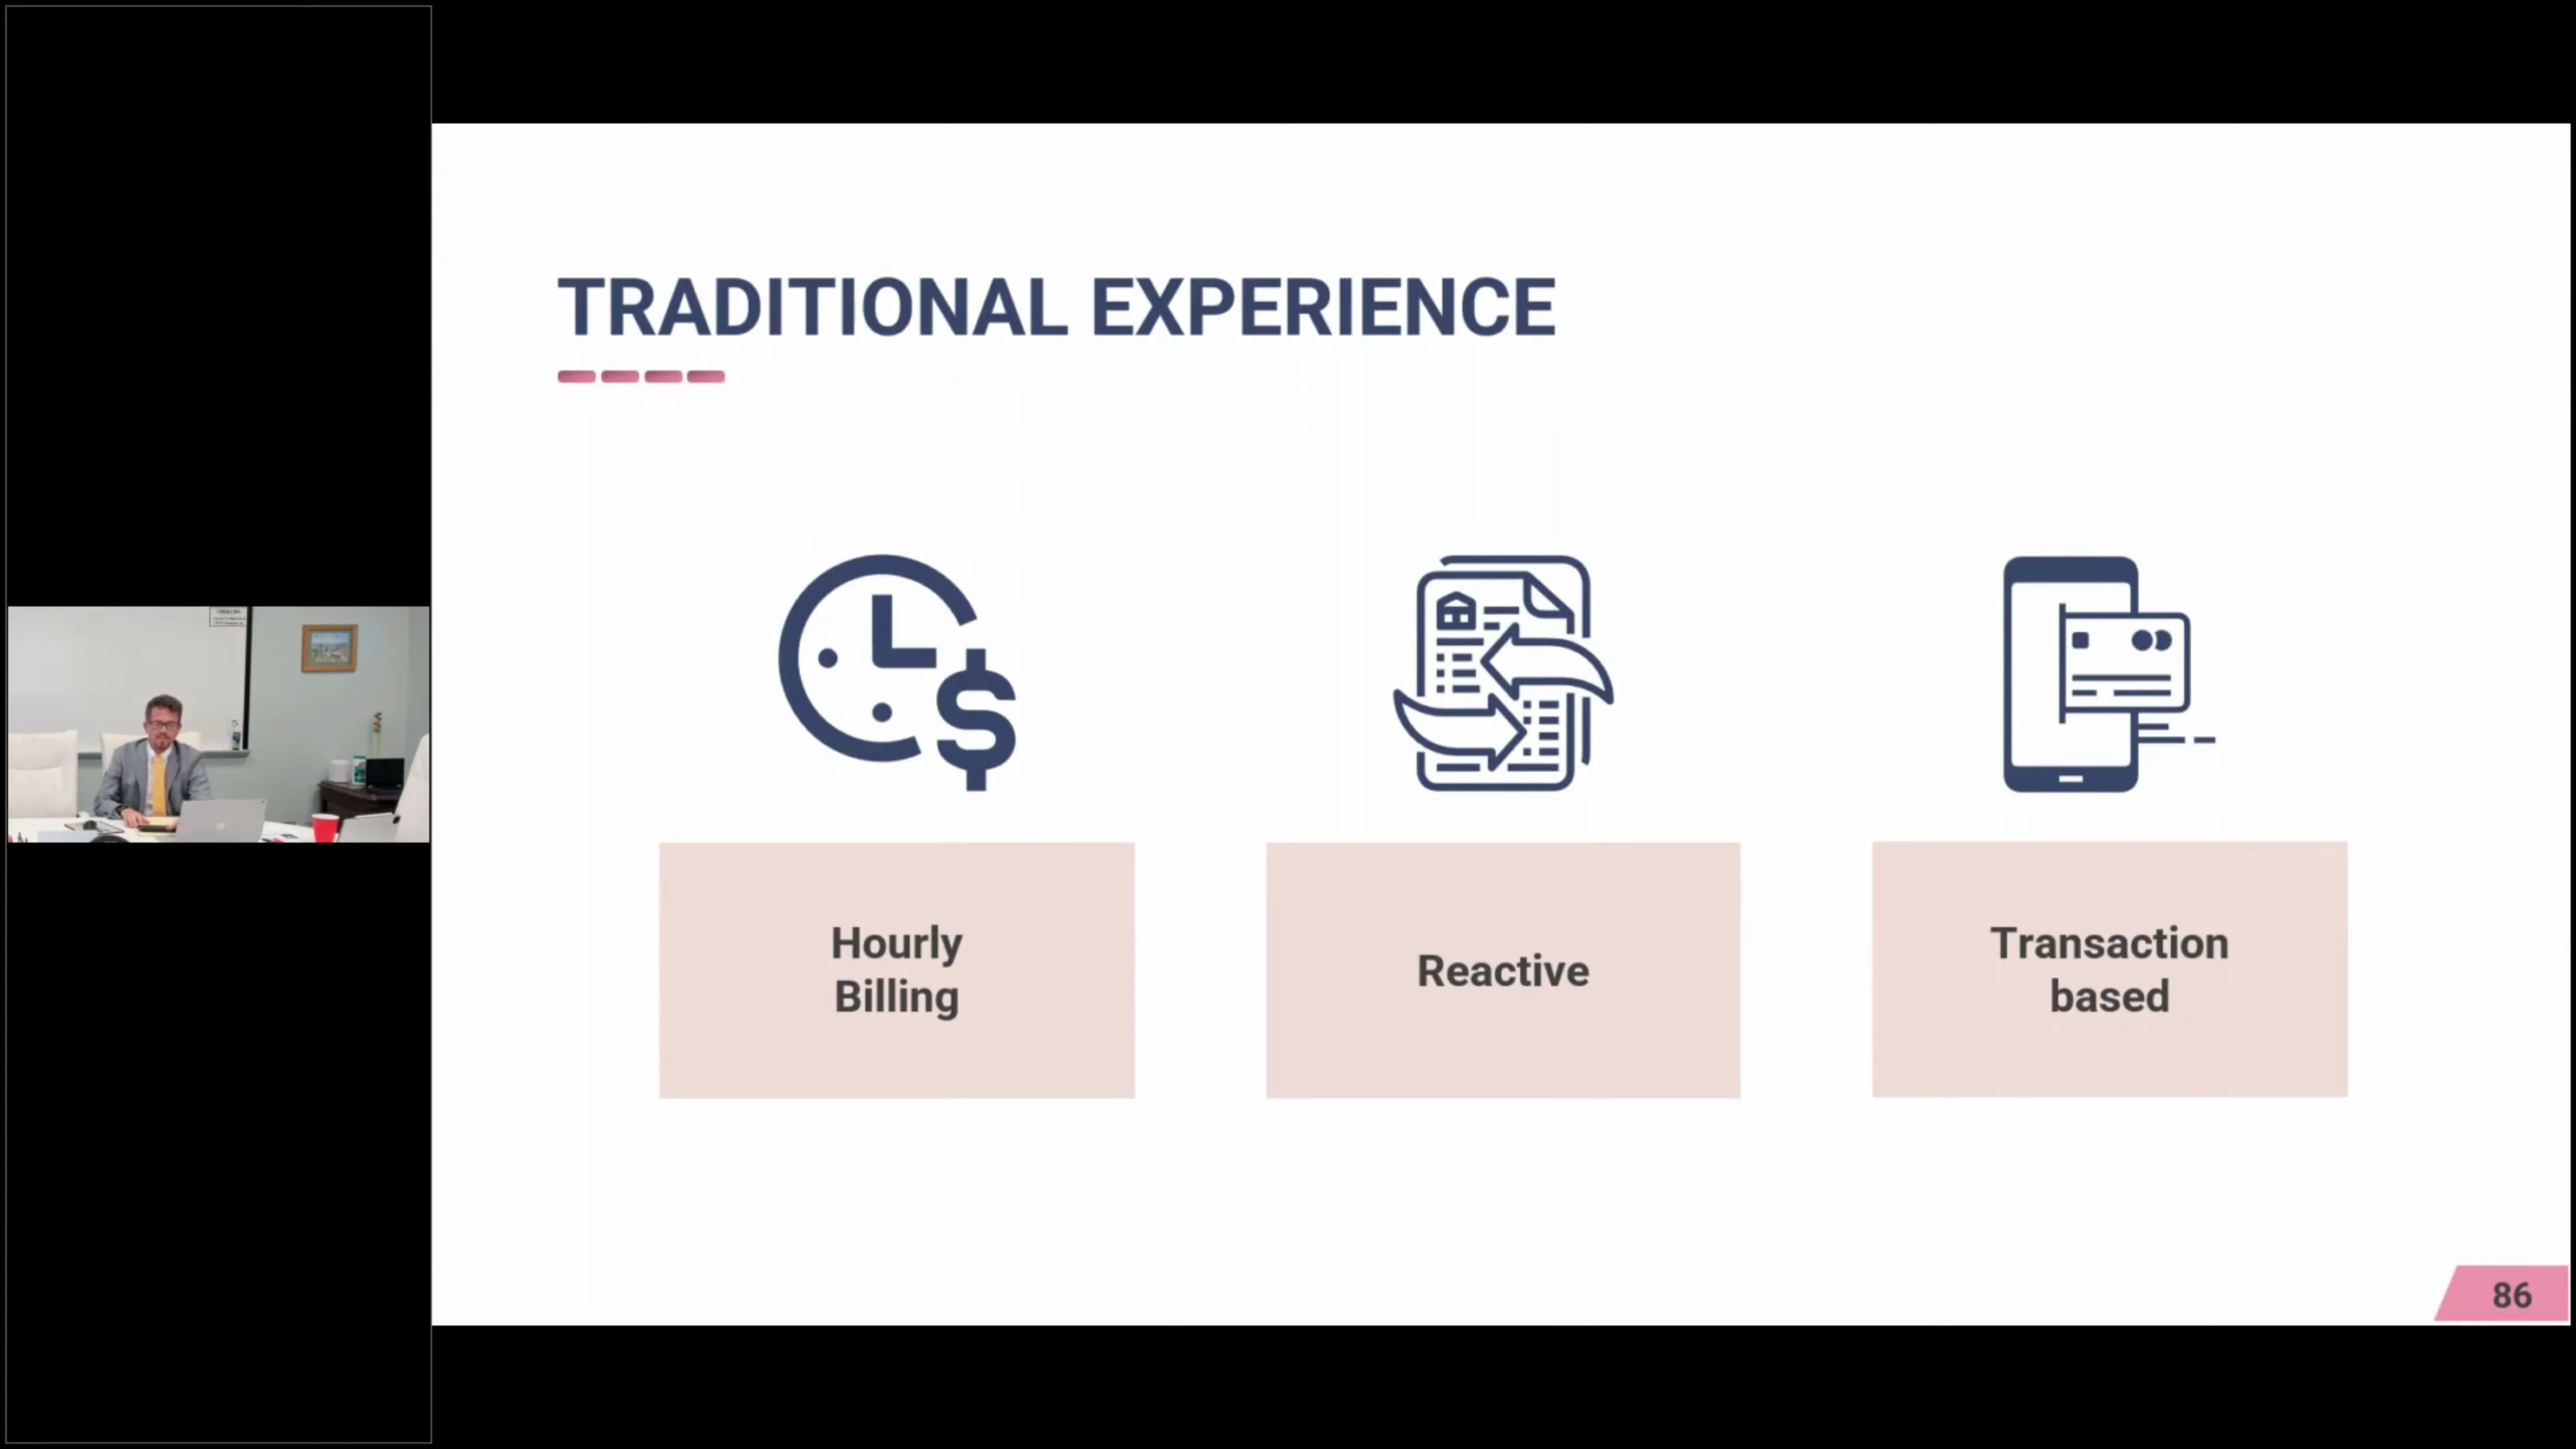 TRADITIONAL EXPERIENCE
Hourly
Billing
Reactive
Transaction
based
86